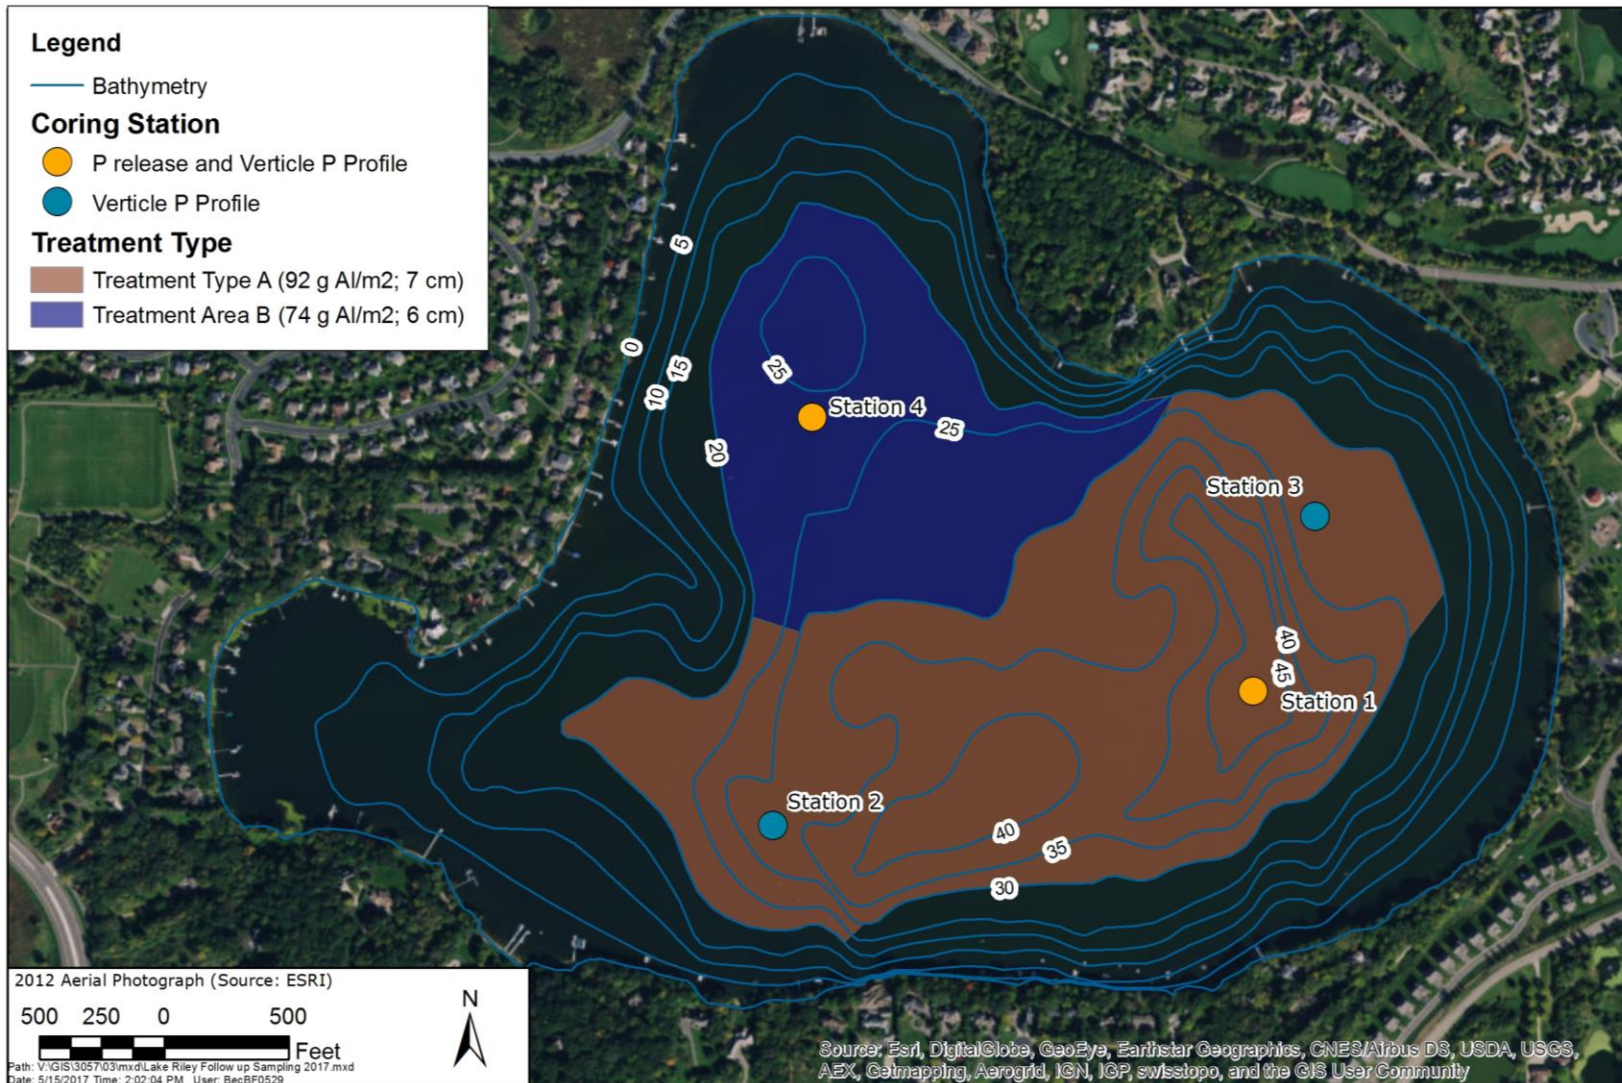 Legend
Bathymetry
Coring Station
P release and Verticle P Profile
Verticle P Profile
Treatment Type
Treatment Type A (92 g Al/m2; 7 cm)
Treatment Area B (74 g Al/m2; 6 cm)
5
0
15
10
25
Station 4
25
20
Station 3
40
45
Station 1
Station 2
40
35
30
2012 Aerial Photograph (Source: ESRI)
500 250 0 500
Feet
N
Path: V:\GIS\3057\03\mxd\Lake Riley Follow up Sampling 2017.mxd
Date: 5/15/2017 Time: 2:02:04 PM User: BecBF0529
Source: Esri, DigitalGlobe, GeoEye, Earthstar Geographics, CNES/Airbus DS, USDA, USGS,
AEX, Getmapping, Aerogrid, IGN, IGP, swisstopo, and the GIS User Community